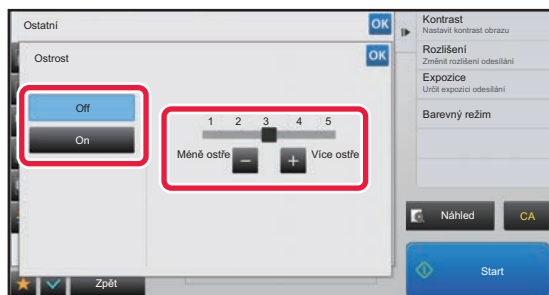 Ostatní
OK
Ostrost
OK
Off
On
1 2 3 4 5
Méně ostře
Více ostře
Zpět
Kontrast
Nastavit kontrast obrazu
Rozlišení
Změnit rozlišení odesílání
Expozice
Určit expozici odesílání
Barevný režim
Náhled
CA
Start